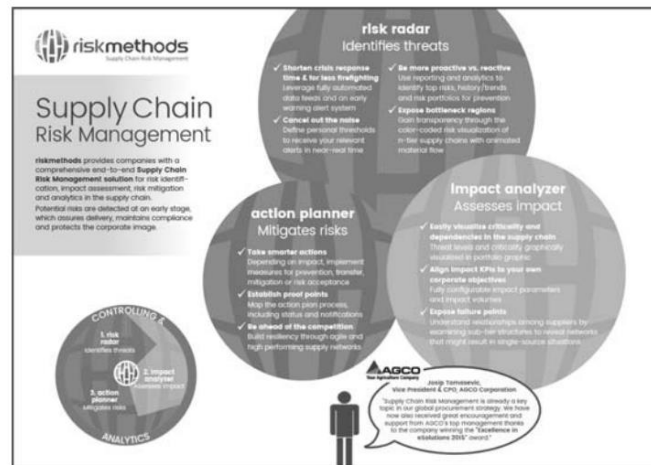 riskmethods
Supply Chain Risk Management
Supply Chain
Risk Management
riskmethods provides companies with a
comprehensive end-to-end Supply Chain
Risk Management solution for risk identifi-
cation, impact assessment, risk mitigation
and analytics in the supply chain.
Potential risks are detected at an early stage,
which assures delivery, maintains compliance
and protects the corporate image.
risk radar
Identifies threats
✓ Shorten crisis response
time & for less firefighting
Leverage fully automated
data feeds and an early
warning alert system
✓ Cancel out the noise
Define personal thresholds
to receive your relevant
alerts in near-real time
✓ Be more proactive vs. reactive
Use reporting and analytics to
identify top risks, history/trends
and risk portfolios for prevention
✓ Expose bottleneck regions
Gain transparency through the
color-coded risk visualization of
n-tier supply chains with animated
material flow
action planner
Mitigates risks
✓ Take smarter actions
Depending on impact, implement
measures for prevention, transfer,
mitigation or risk acceptance
✓ Establish proof points
Map the action plan process,
including status and notifications
✓ Be ahead of the competition
Build resiliency through agile and
high performing supply networks
Impact analyzer
Assesses impact
✓ Easily visualize criticality and
dependencies in the supply chain
Threat levels and criticality graphically
visualized in portfolio graphic
✓ Align impact KPIs to your own
corporate objectives
Fully configurable impact parameters
and impact volumes
✓ Expose failure points
Understand relationships among suppliers by
examining sub-tier structures to reveal networks
that might result in single-source situations
CONTROLLING &
1. risk
radar
Identifies threats
2. impact
analyzer
Assesses impact
3. action
planner
Mitigates risks
ANALYTICS
AGCO
Your Agriculture Company
Josip Tomasevic,
Vice President & CPO, AGCO Corporation
"Supply Chain Risk Management is already a key
topic in our global procurement strategy. We have
now also received great encouragement and
support from AGCO's top management thanks
to the company winning the "Excellence in
eSolutions 2015" award."